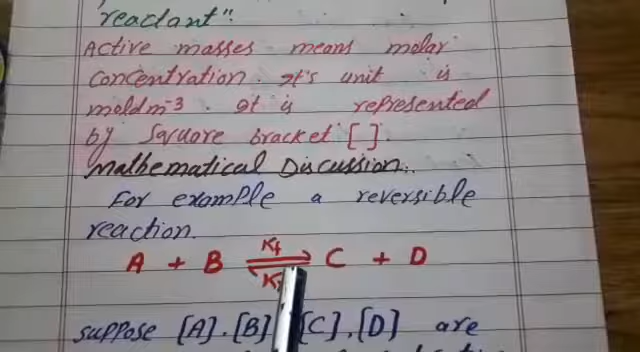 reactant".
Active masses means molar
concentration. It's unit is
moldm⁻³. It is represented
by Square bracket [ ].
Mathematical Discussion:.
For example a reversible
reaction.
Kf
A + B ⇌ C + D
K
suppose [A].[B] [C],[D] are